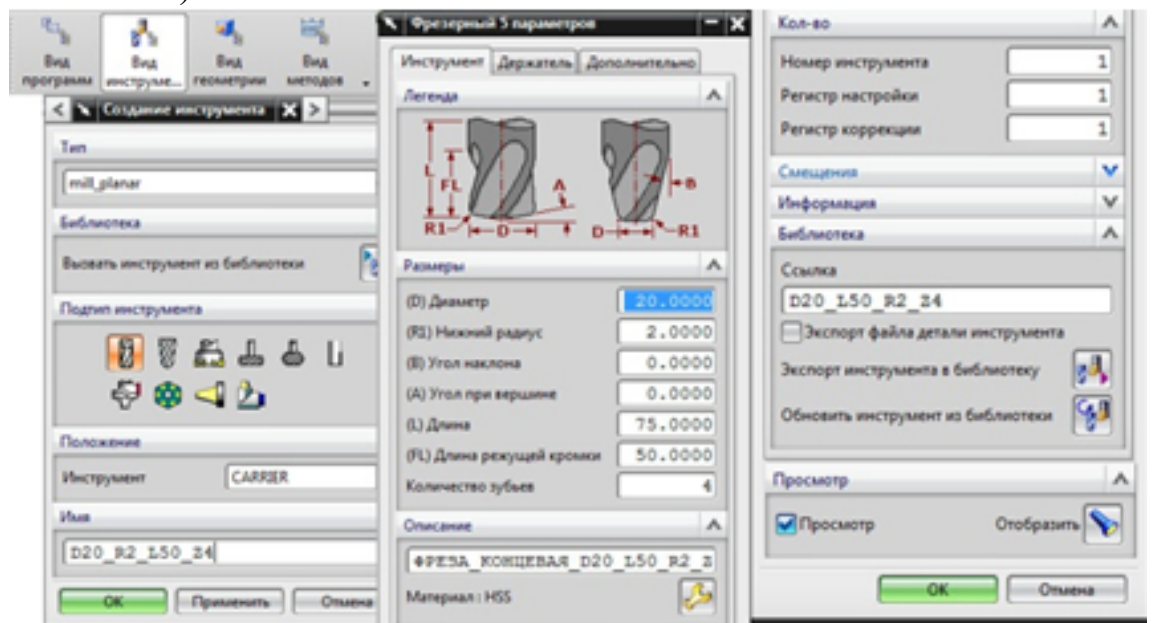 Вид программ
Вид инструме...
Вид геометрии
Вид методов
Создание инструмента
Тип
mill_planar
Библиотека
Вызвать инструмент из библиотеки
Подтип инструмента
Положение
Инструмент
CARRIER
Имя
D20_R2_L50_Z4
ОК
Применить
Отмена
Фрезерный 5 параметров
Инструмент
Держатель
Дополнительно
Легенда
L
FL
A
B
R1
D
D
R1
Размеры
(D) Диаметр
20.0000
(R1) Нижний радиус
2.0000
(B) Угол наклона
0.0000
(A) Угол при вершине
0.0000
(L) Длина
75.0000
(FL) Длина режущей кромки
50.0000
Количество зубьев
4
Описание
ФРЕЗА_КОНЦЕВАЯ_D20_L50_R2_Z
Материал : HSS
Кол-во
Номер инструмента
1
Регистр настройки
1
Регистр коррекции
1
Смещения
Информация
Библиотека
Ссылка
D20_L50_R2_Z4
Экспорт файла детали инструмента
Экспорт инструмента в библиотеку
Обновить инструмент из библиотеки
Просмотр
Просмотр
Отобразить
ОК
Отмена